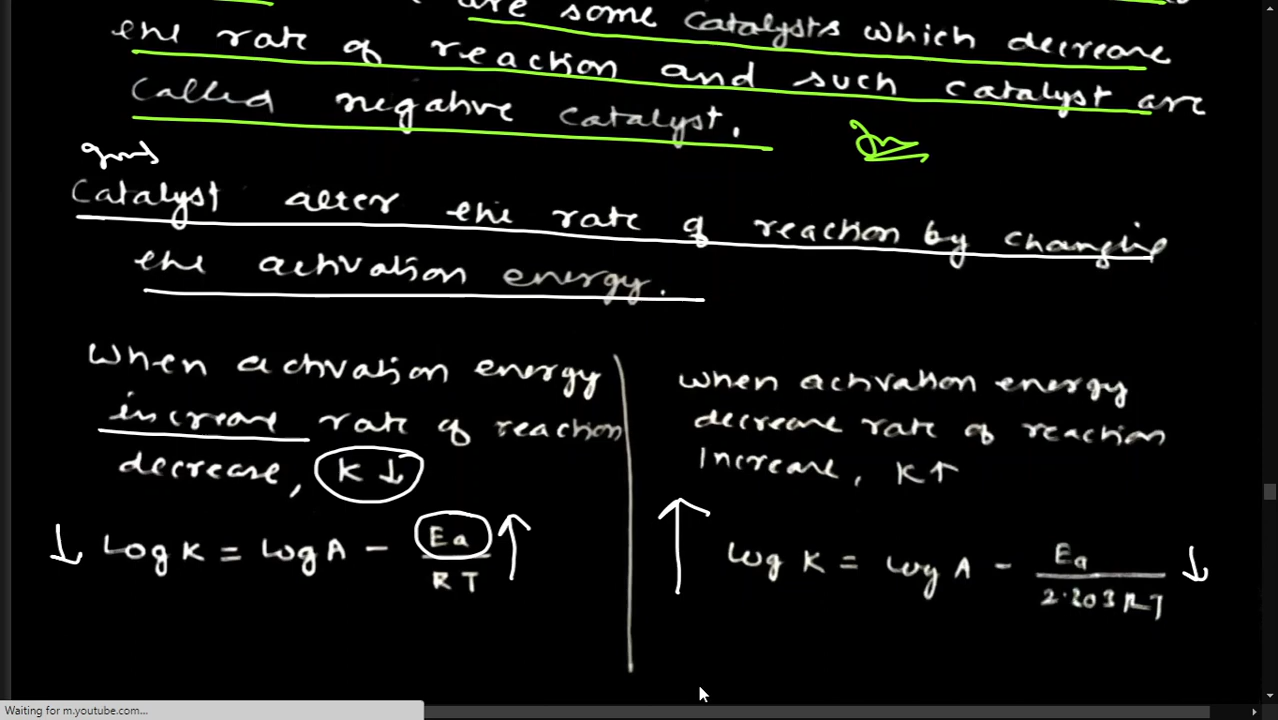 are some catalysts which decrease
the rate of reaction and such catalyst are
called negative catalyst.
Catalyst alter the rate of reaction by changing
the activation energy.
When activation energy
increase rate of reaction
decrease, K ↓
↓ Log K = log A - Ea / RT ↑
when activation energy
decrease rate of reaction
Increase, K↑
↑ log K = log A - Ea / 2.303 RT ↓
Waiting for m.youtube.com...